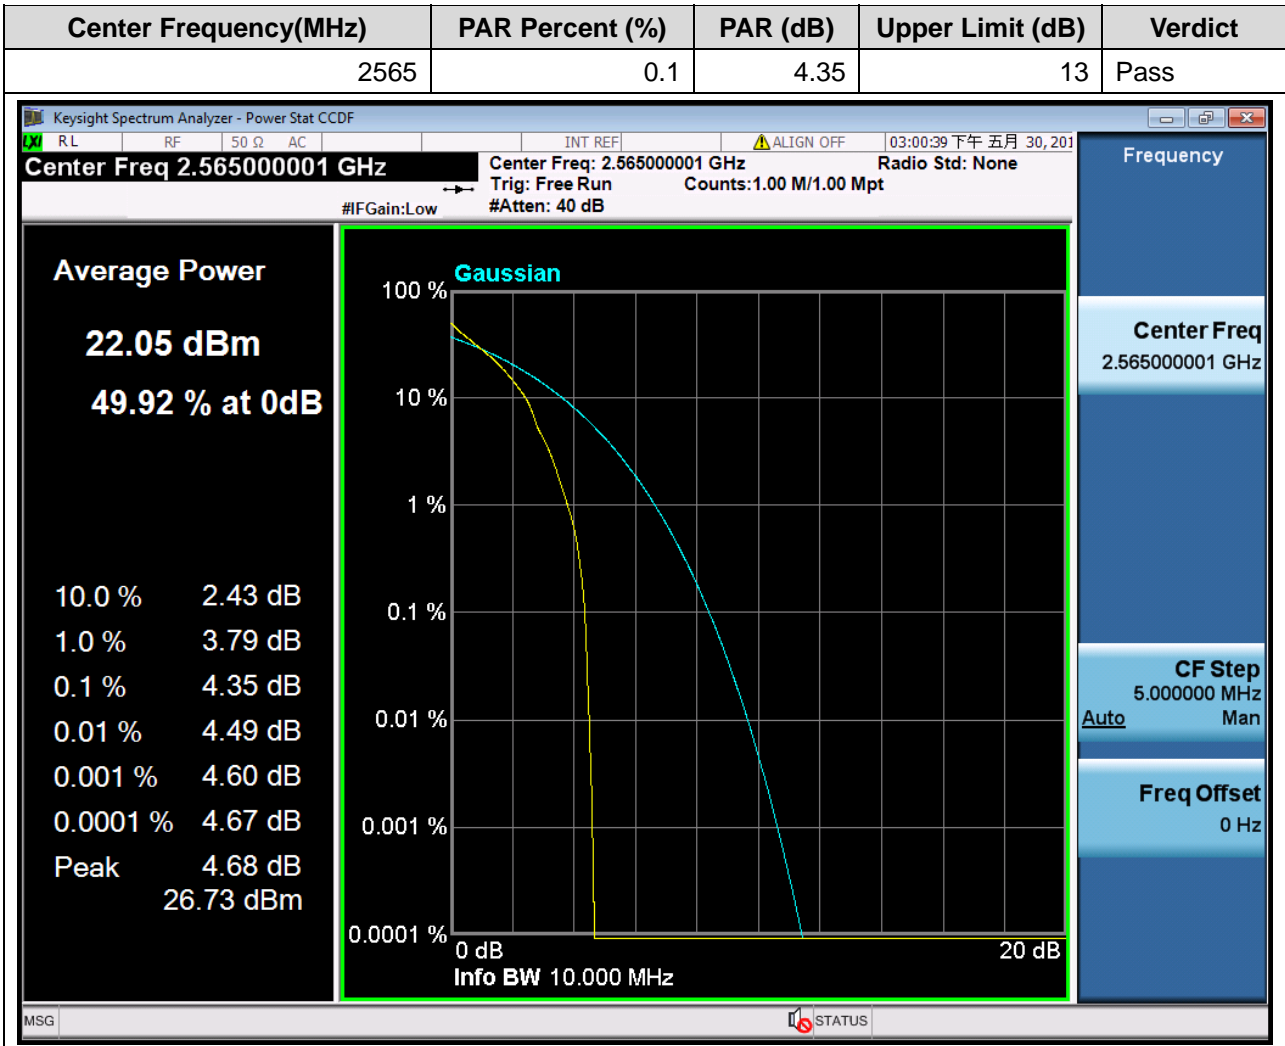 Center Frequency(MHz) PAR Percent (%) PAR (dB) Upper Limit (dB) Verdict
2565 0.1 4.35 13 Pass
Keysight Spectrum Analyzer - Power Stat CCDF
LXI RL RF 50 Ω AC INT REF ALIGN OFF 03:00:39 下午 五月 30, 201
Center Freq 2.565000001 GHz
Center Freq: 2.565000001 GHz Radio Std: None
Trig: Free Run Counts:1.00 M/1.00 Mpt
#IFGain:Low #Atten: 40 dB
Average Power
22.05 dBm
49.92 % at 0dB
10.0 % 2.43 dB
1.0 % 3.79 dB
0.1 % 4.35 dB
0.01 % 4.49 dB
0.001 % 4.60 dB
0.0001 % 4.67 dB
Peak 4.68 dB
26.73 dBm
Gaussian
100 %
10 %
1 %
0.1 %
0.01 %
0.001 %
0.0001 %
0 dB 20 dB
Info BW 10.000 MHz
Frequency
Center Freq
2.565000001 GHz
CF Step
5.000000 MHz
Auto Man
Freq Offset
0 Hz
MSG STATUS